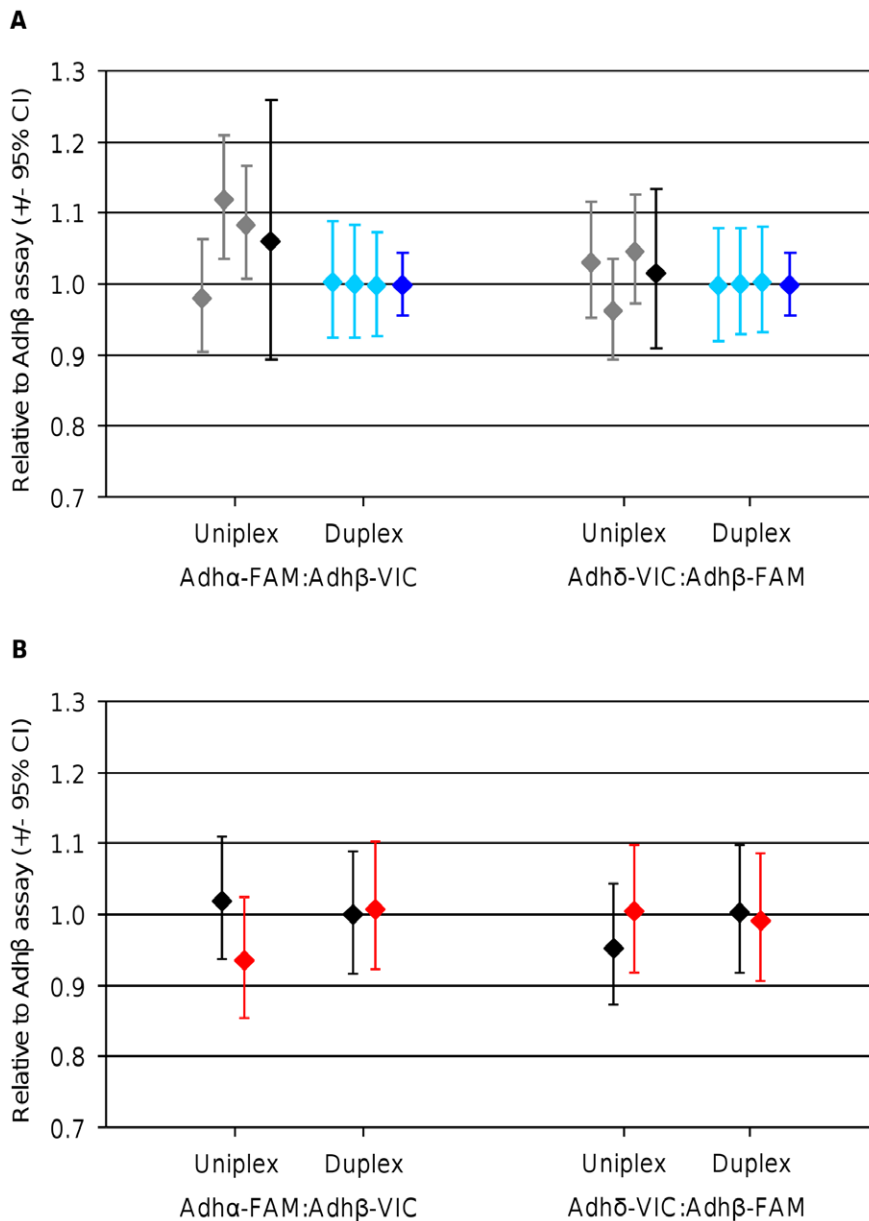 A
Relative to Adhβ assay (+/- 95% CI)
1.3
1.2
1.1
1.0
0.9
0.8
0.7
Uniplex Duplex Uniplex Duplex
Adhα-FAM:Adhβ-VIC Adhδ-VIC:Adhβ-FAM
B
Relative to Adhβ assay (+/- 95% CI)
1.3
1.2
1.1
1.0
0.9
0.8
0.7
Uniplex Duplex Uniplex Duplex
Adhα-FAM:Adhβ-VIC Adhδ-VIC:Adhβ-FAM